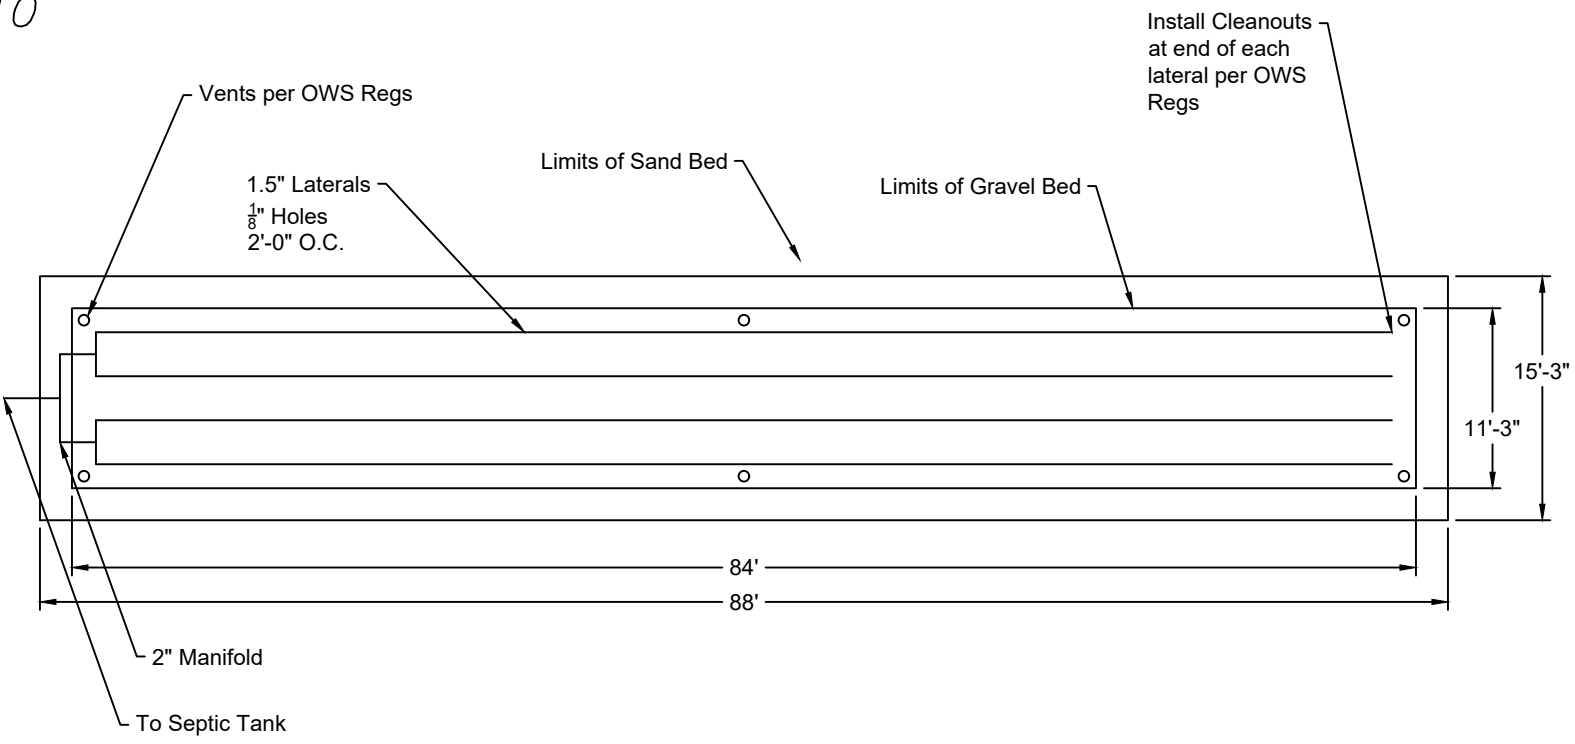 Install Cleanouts
at end of each
lateral per OWS
Regs
Vents per OWS Regs
Limits of Sand Bed
1.5" Laterals
1/8" Holes
2'-0" O.C.
Limits of Gravel Bed
15'-3"
11'-3"
84'
88'
2" Manifold
To Septic Tank